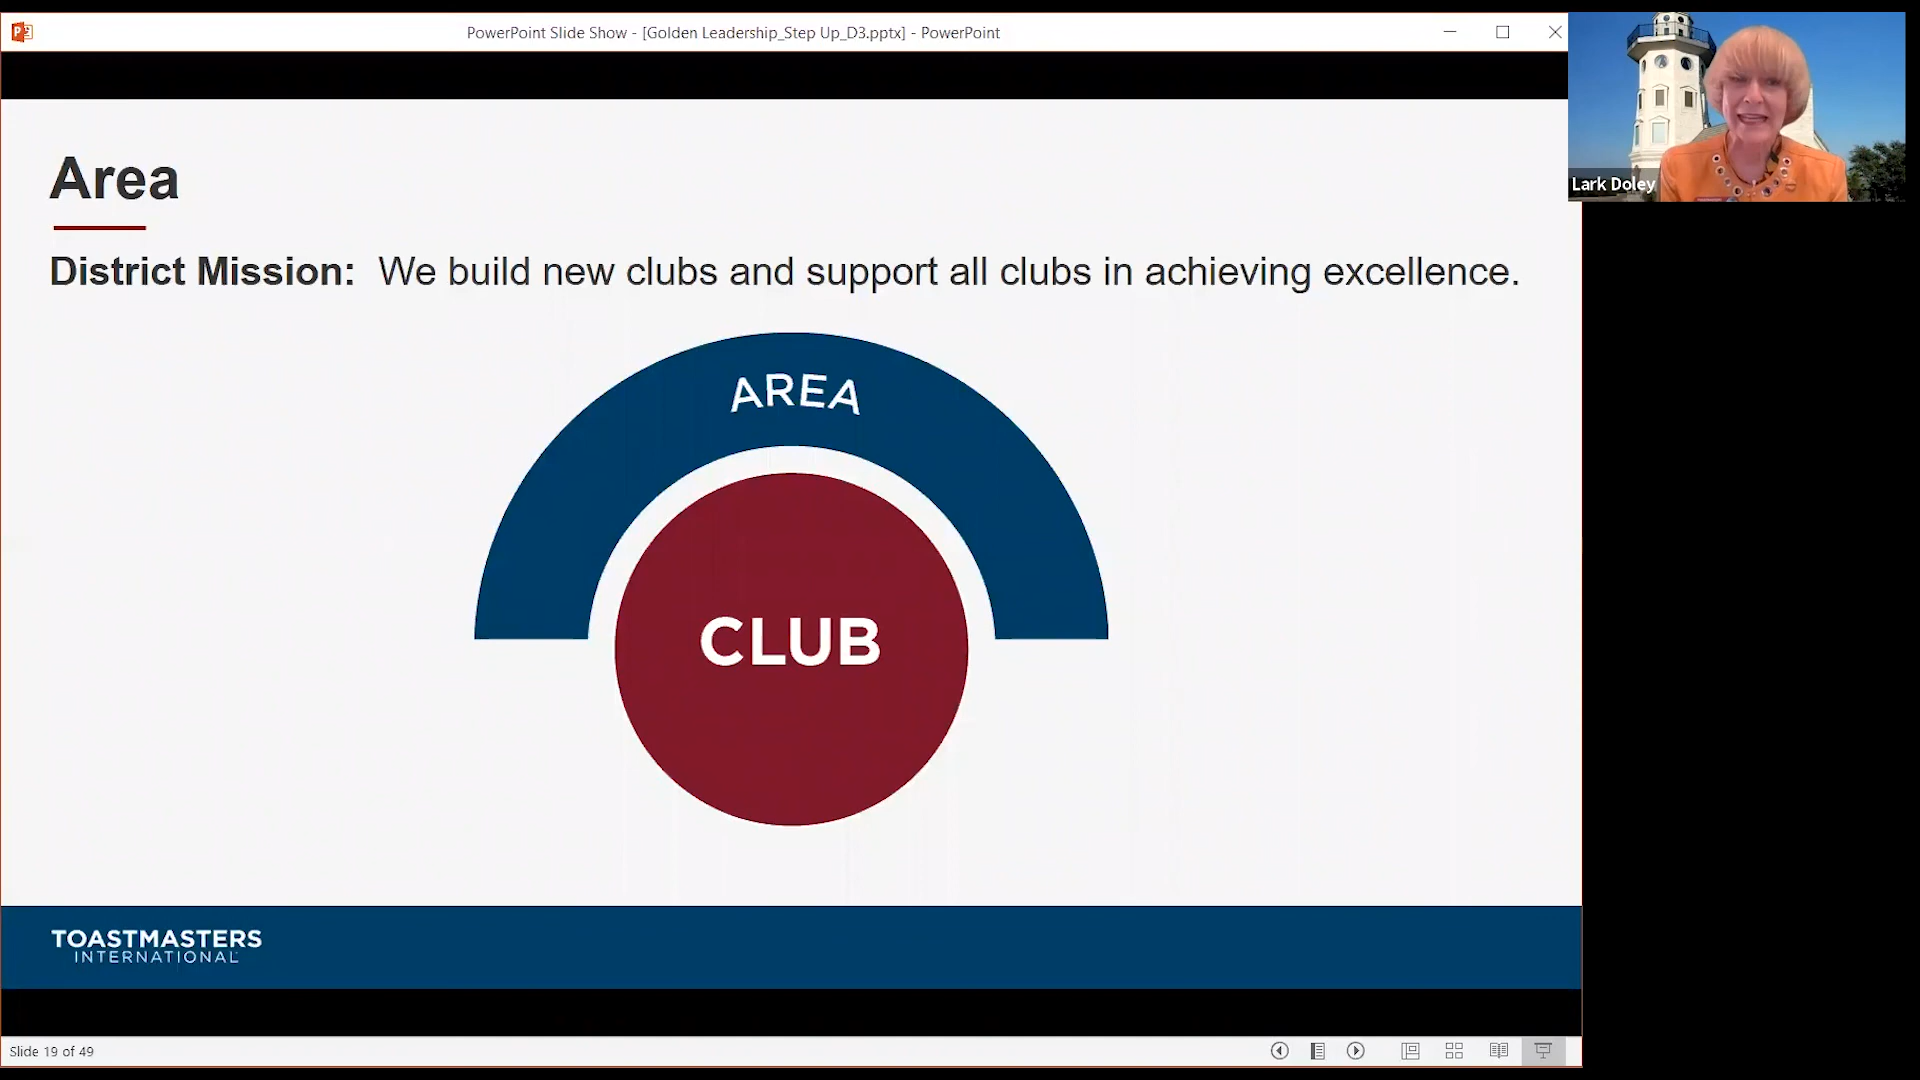 PowerPoint Slide Show - [Golden Leadership_Step Up_D3.pptx] - PowerPoint
Lark Doley
Area
District Mission: We build new clubs and support all clubs in achieving excellence.
AREA
CLUB
TOASTMASTERS
INTERNATIONAL
Slide 19 of 49